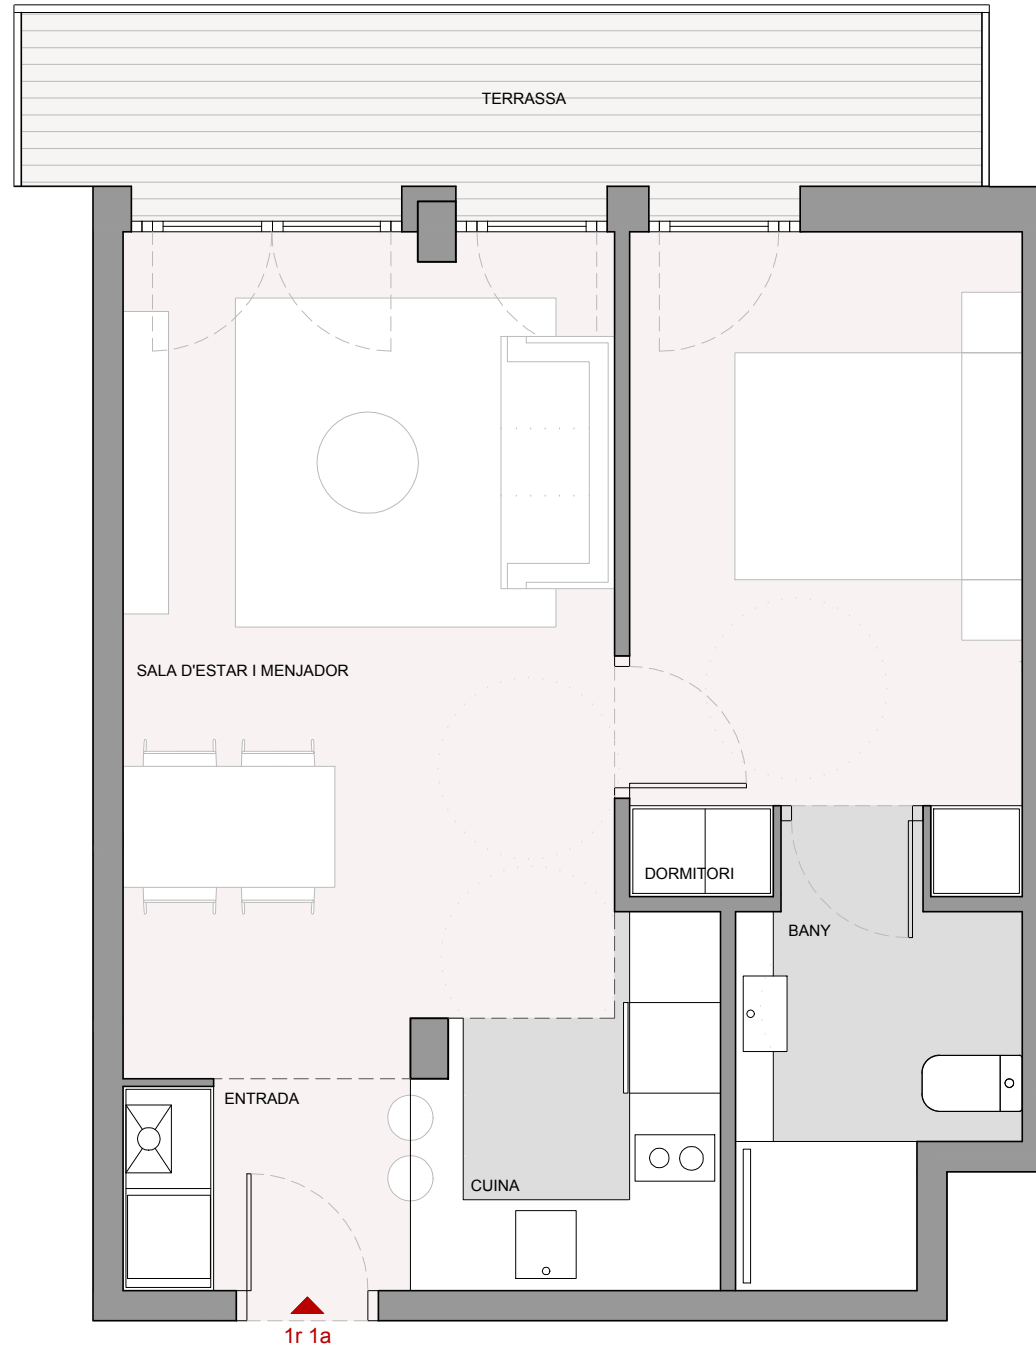 TERRASSA
SALA D'ESTAR I MENJADOR
DORMITORI
BANY
ENTRADA
CUINA
1r 1a